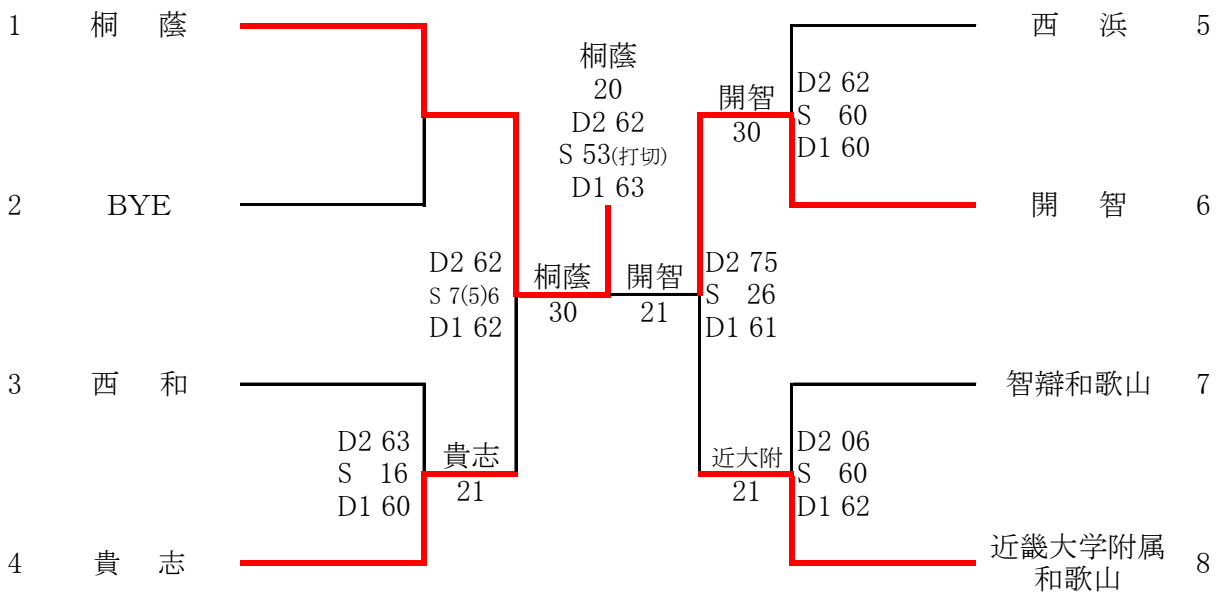 1 桐 蔭
2 BYE
3 西 和
4 貴 志
D2 63
S 16
D1 60
貴志
21
D2 62
S 7(5)6
D1 62
桐蔭
30
桐蔭
20
D2 62
S 53(打切)
D1 63
開智
21
開智
30
D2 62
S 60
D1 60
D2 75
S 26
D1 61
近大附
21
D2 06
S 60
D1 62
西 浜 5
開 智 6
智辯和歌山 7
近畿大学附属
和歌山 8